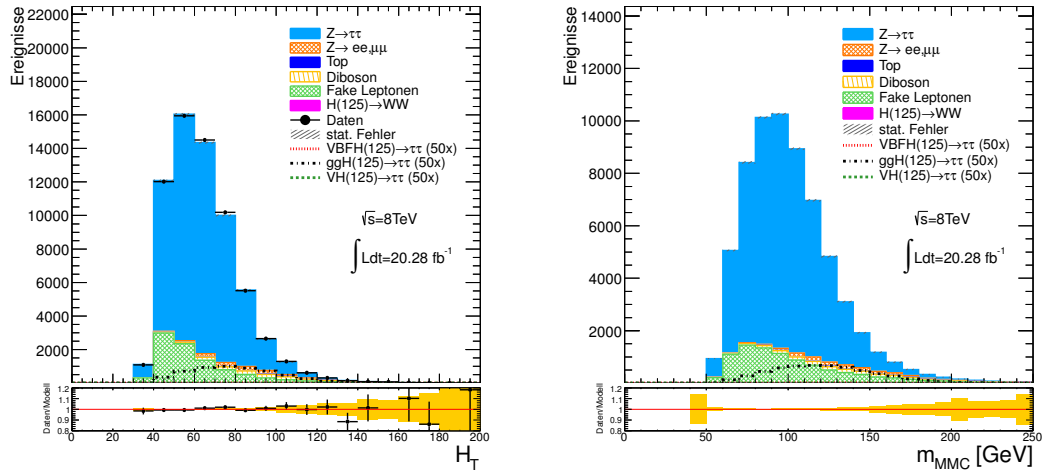 Ereignisse
22000
20000
18000
16000
14000
12000
10000
8000
6000
4000
2000
Z→ττ
Z→ ee,μμ
Top
Diboson
Fake Leptonen
H(125)→WW
Daten
stat. Fehler
VBFH(125)→ττ (50x)
ggH(125)→ττ (50x)
VH(125)→ττ (50x)
√s=8TeV
∫ Ldt=20.28 fb⁻¹
Daten/Modell
1.2
1.1
1
0.9
0.8
0 20 40 60 80 100 120 140 160 180 200
H_T
Ereignisse
14000
12000
10000
8000
6000
4000
2000
Z→ττ
Z→ ee,μμ
Top
Diboson
Fake Leptonen
H(125)→WW
stat. Fehler
VBFH(125)→ττ (50x)
ggH(125)→ττ (50x)
VH(125)→ττ (50x)
√s=8TeV
∫ Ldt=20.28 fb⁻¹
Daten/Modell
1.2
1.1
1
0.9
0.8
0 50 100 150 200 250
m_MMC [GeV]